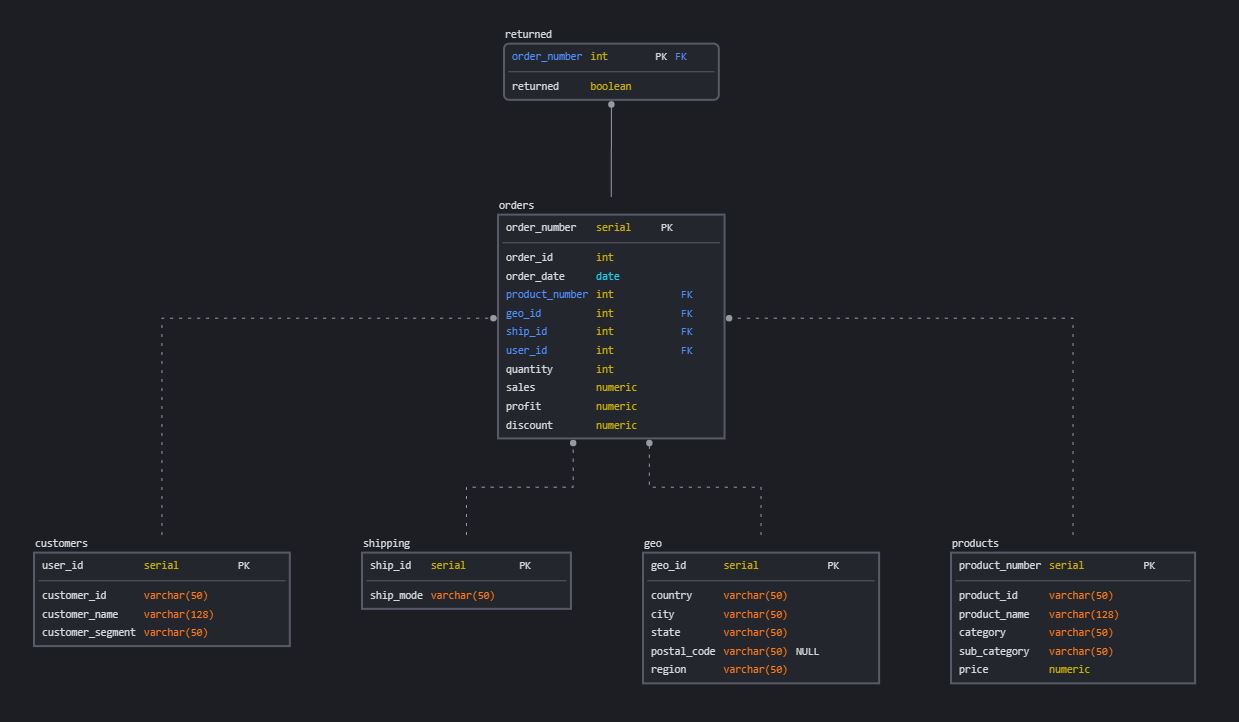 returned
order_number int PK FK
returned boolean
orders
order_number serial PK
order_id int
order_date date
product_number int FK
geo_id int FK
ship_id int FK
user_id int FK
quantity int
sales numeric
profit numeric
discount numeric
customers
user_id serial PK
customer_id varchar(50)
customer_name varchar(128)
customer_segment varchar(50)
shipping
ship_id serial PK
ship_mode varchar(50)
geo
geo_id serial PK
country varchar(50)
city varchar(50)
state varchar(50)
postal_code varchar(50) NULL
region varchar(50)
products
product_number serial PK
product_id varchar(50)
product_name varchar(128)
category varchar(50)
sub_category varchar(50)
price numeric